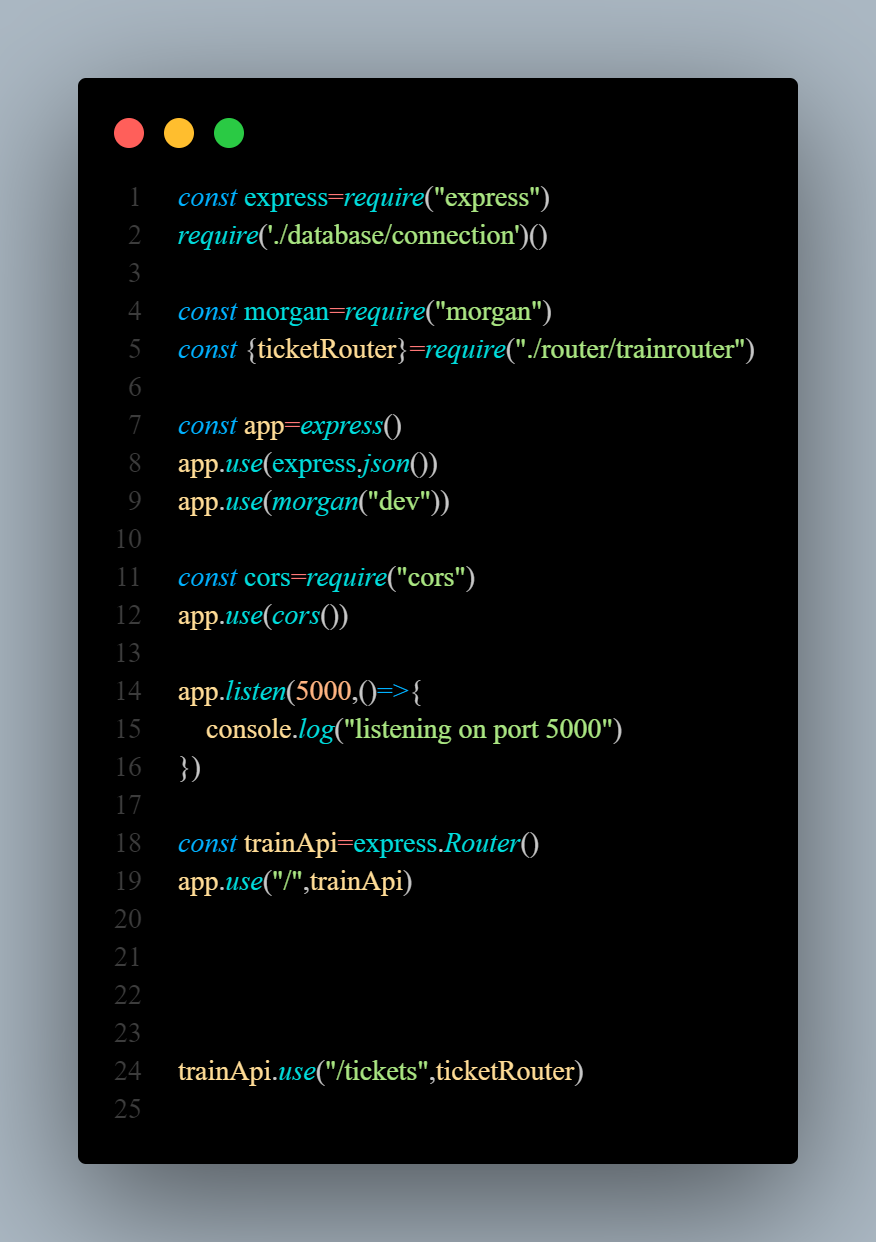 1 const express=require("express")
2 require('./database/connection')()
3
4 const morgan=require("morgan")
5 const {ticketRouter}=require("./router/trainrouter")
6
7 const app=express()
8 app.use(express.json())
9 app.use(morgan("dev"))
10
11 const cors=require("cors")
12 app.use(cors())
13
14 app.listen(5000,()=>{
15     console.log("listening on port 5000")
16 })
17
18 const trainApi=express.Router()
19 app.use("/",trainApi)
20
21
22
23
24 trainApi.use("/tickets",ticketRouter)
25